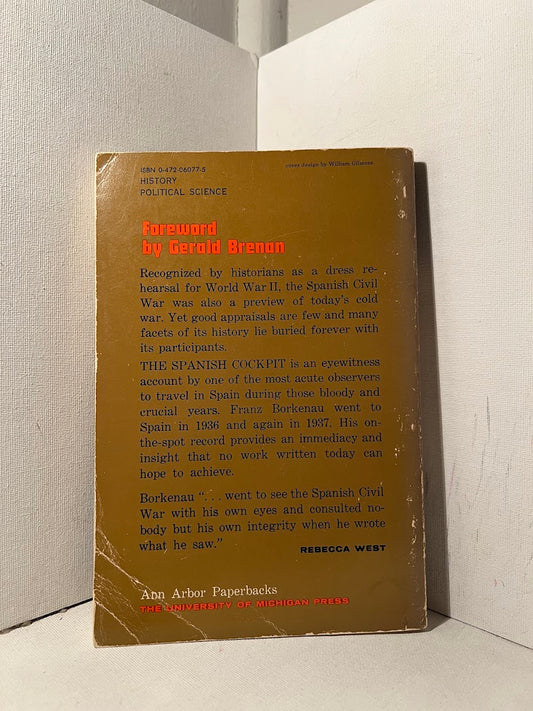 ISBN 0-472-06077-5
cover design by William Gilmore
HISTORY
POLITICAL SCIENCE
Foreword
by Gerald Brenan
Recognized by historians as a dress re-
hearsal for World War II, the Spanish Civil
War was also a preview of today's cold
war. Yet good appraisals are few and many
facets of its history lie buried forever with
its participants.
THE SPANISH COCKPIT is an eyewitness
account by one of the most acute observers
to travel in Spain during those bloody and
crucial years. Franz Borkenau went to
Spain in 1936 and again in 1937. His on-
the-spot record provides an immediacy and
insight that no work written today can
hope to achieve.
Borkenau "... went to see the Spanish Civil
War with his own eyes and consulted no-
body but his own integrity when he wrote
what he saw."
REBECCA WEST
Ann Arbor Paperbacks
THE UNIVERSITY OF MICHIGAN PRESS